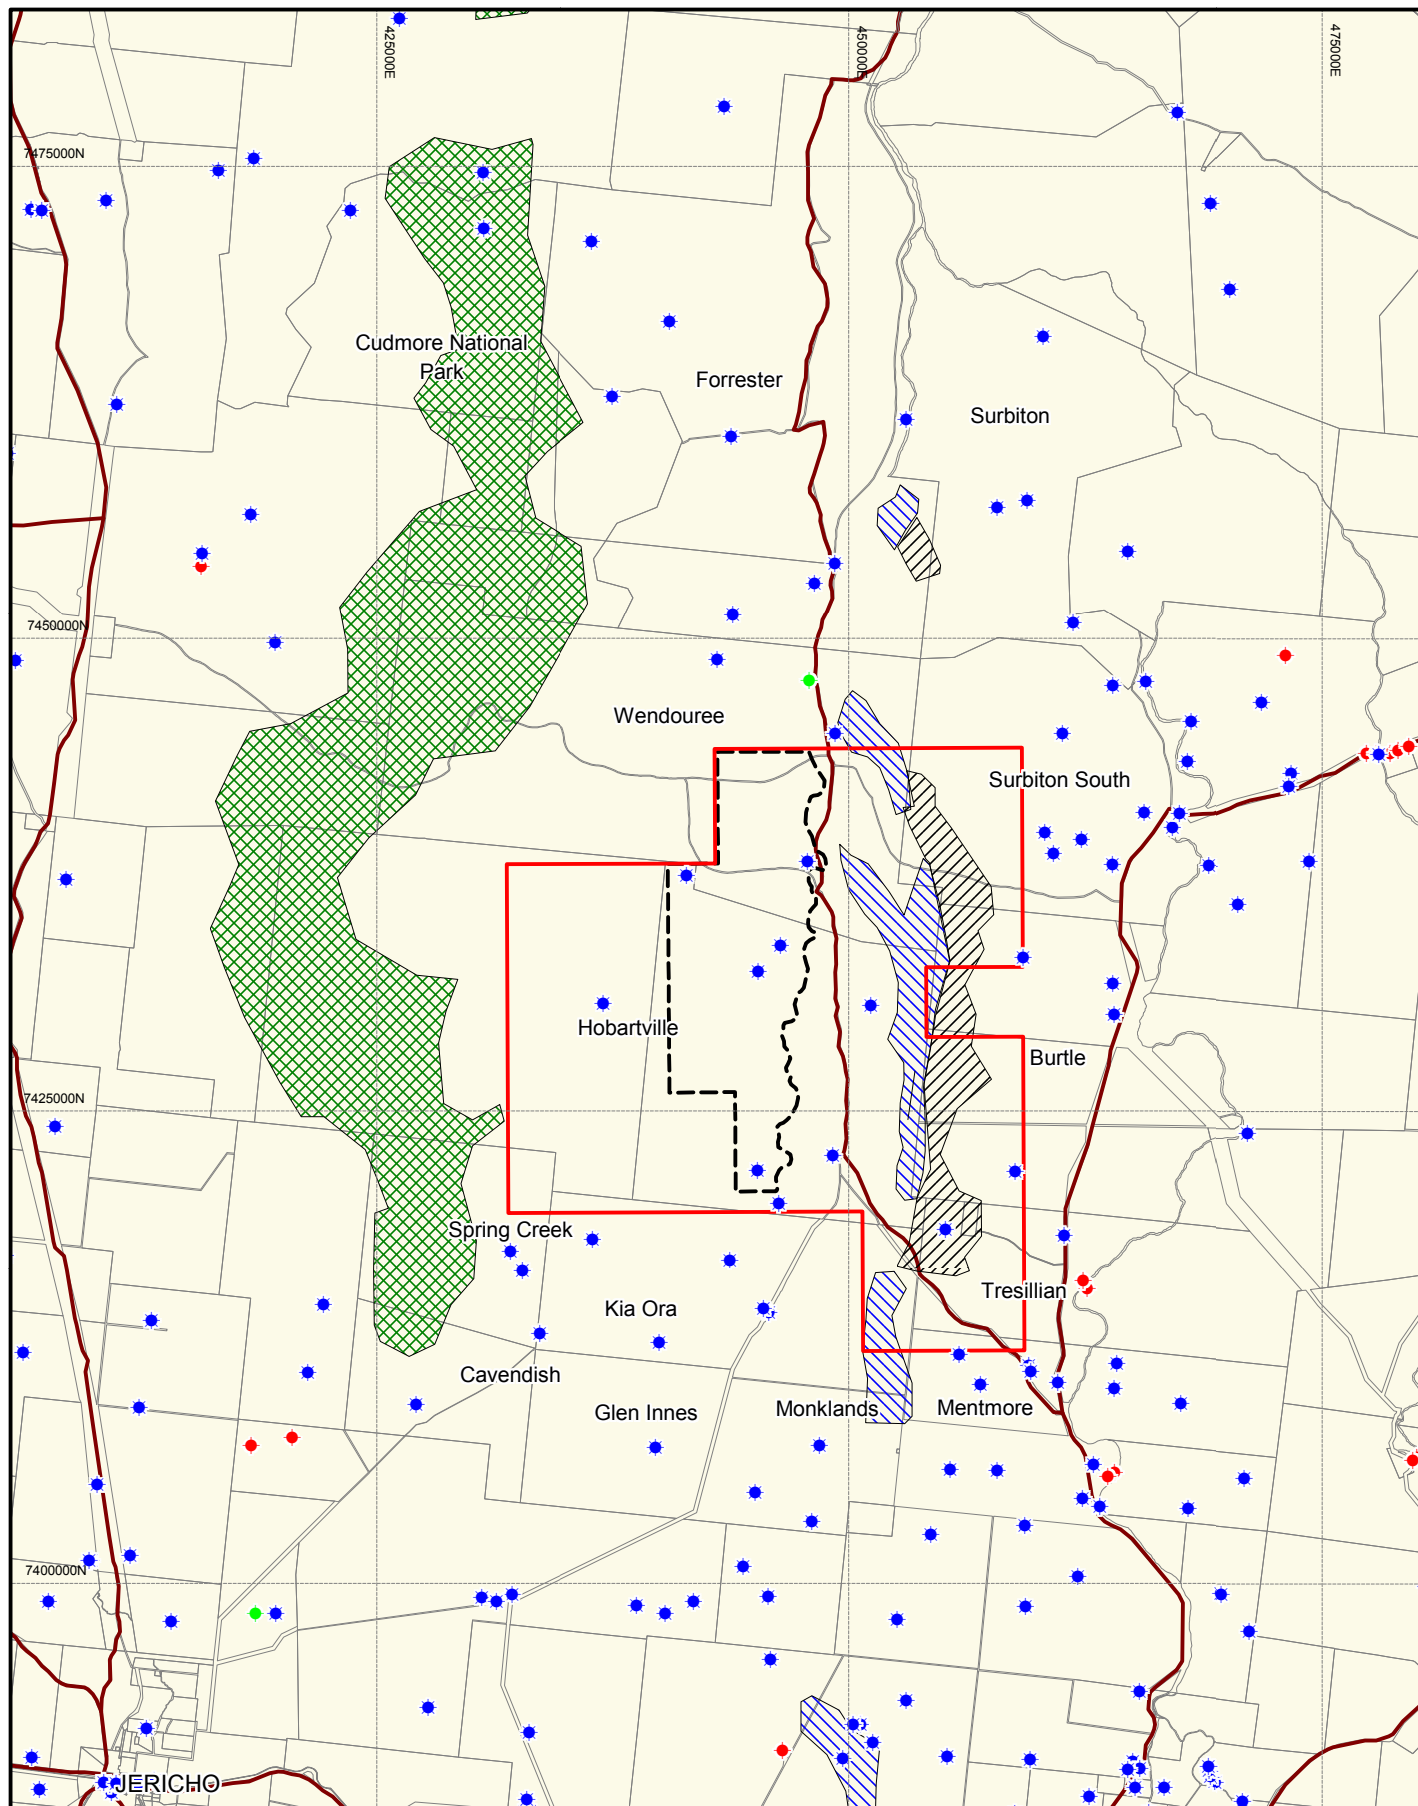 425000E
450000E
475000E
7475000N
Cudmore National
Park
Forrester
Surbiton
7450000N
Wendouree
Surbiton South
Hobartville
Burtle
7425000N
Spring Creek
Tresillian
Kia Ora
Cavendish
Glen Innes
Monklands
Mentmore
7400000N
JERICHO